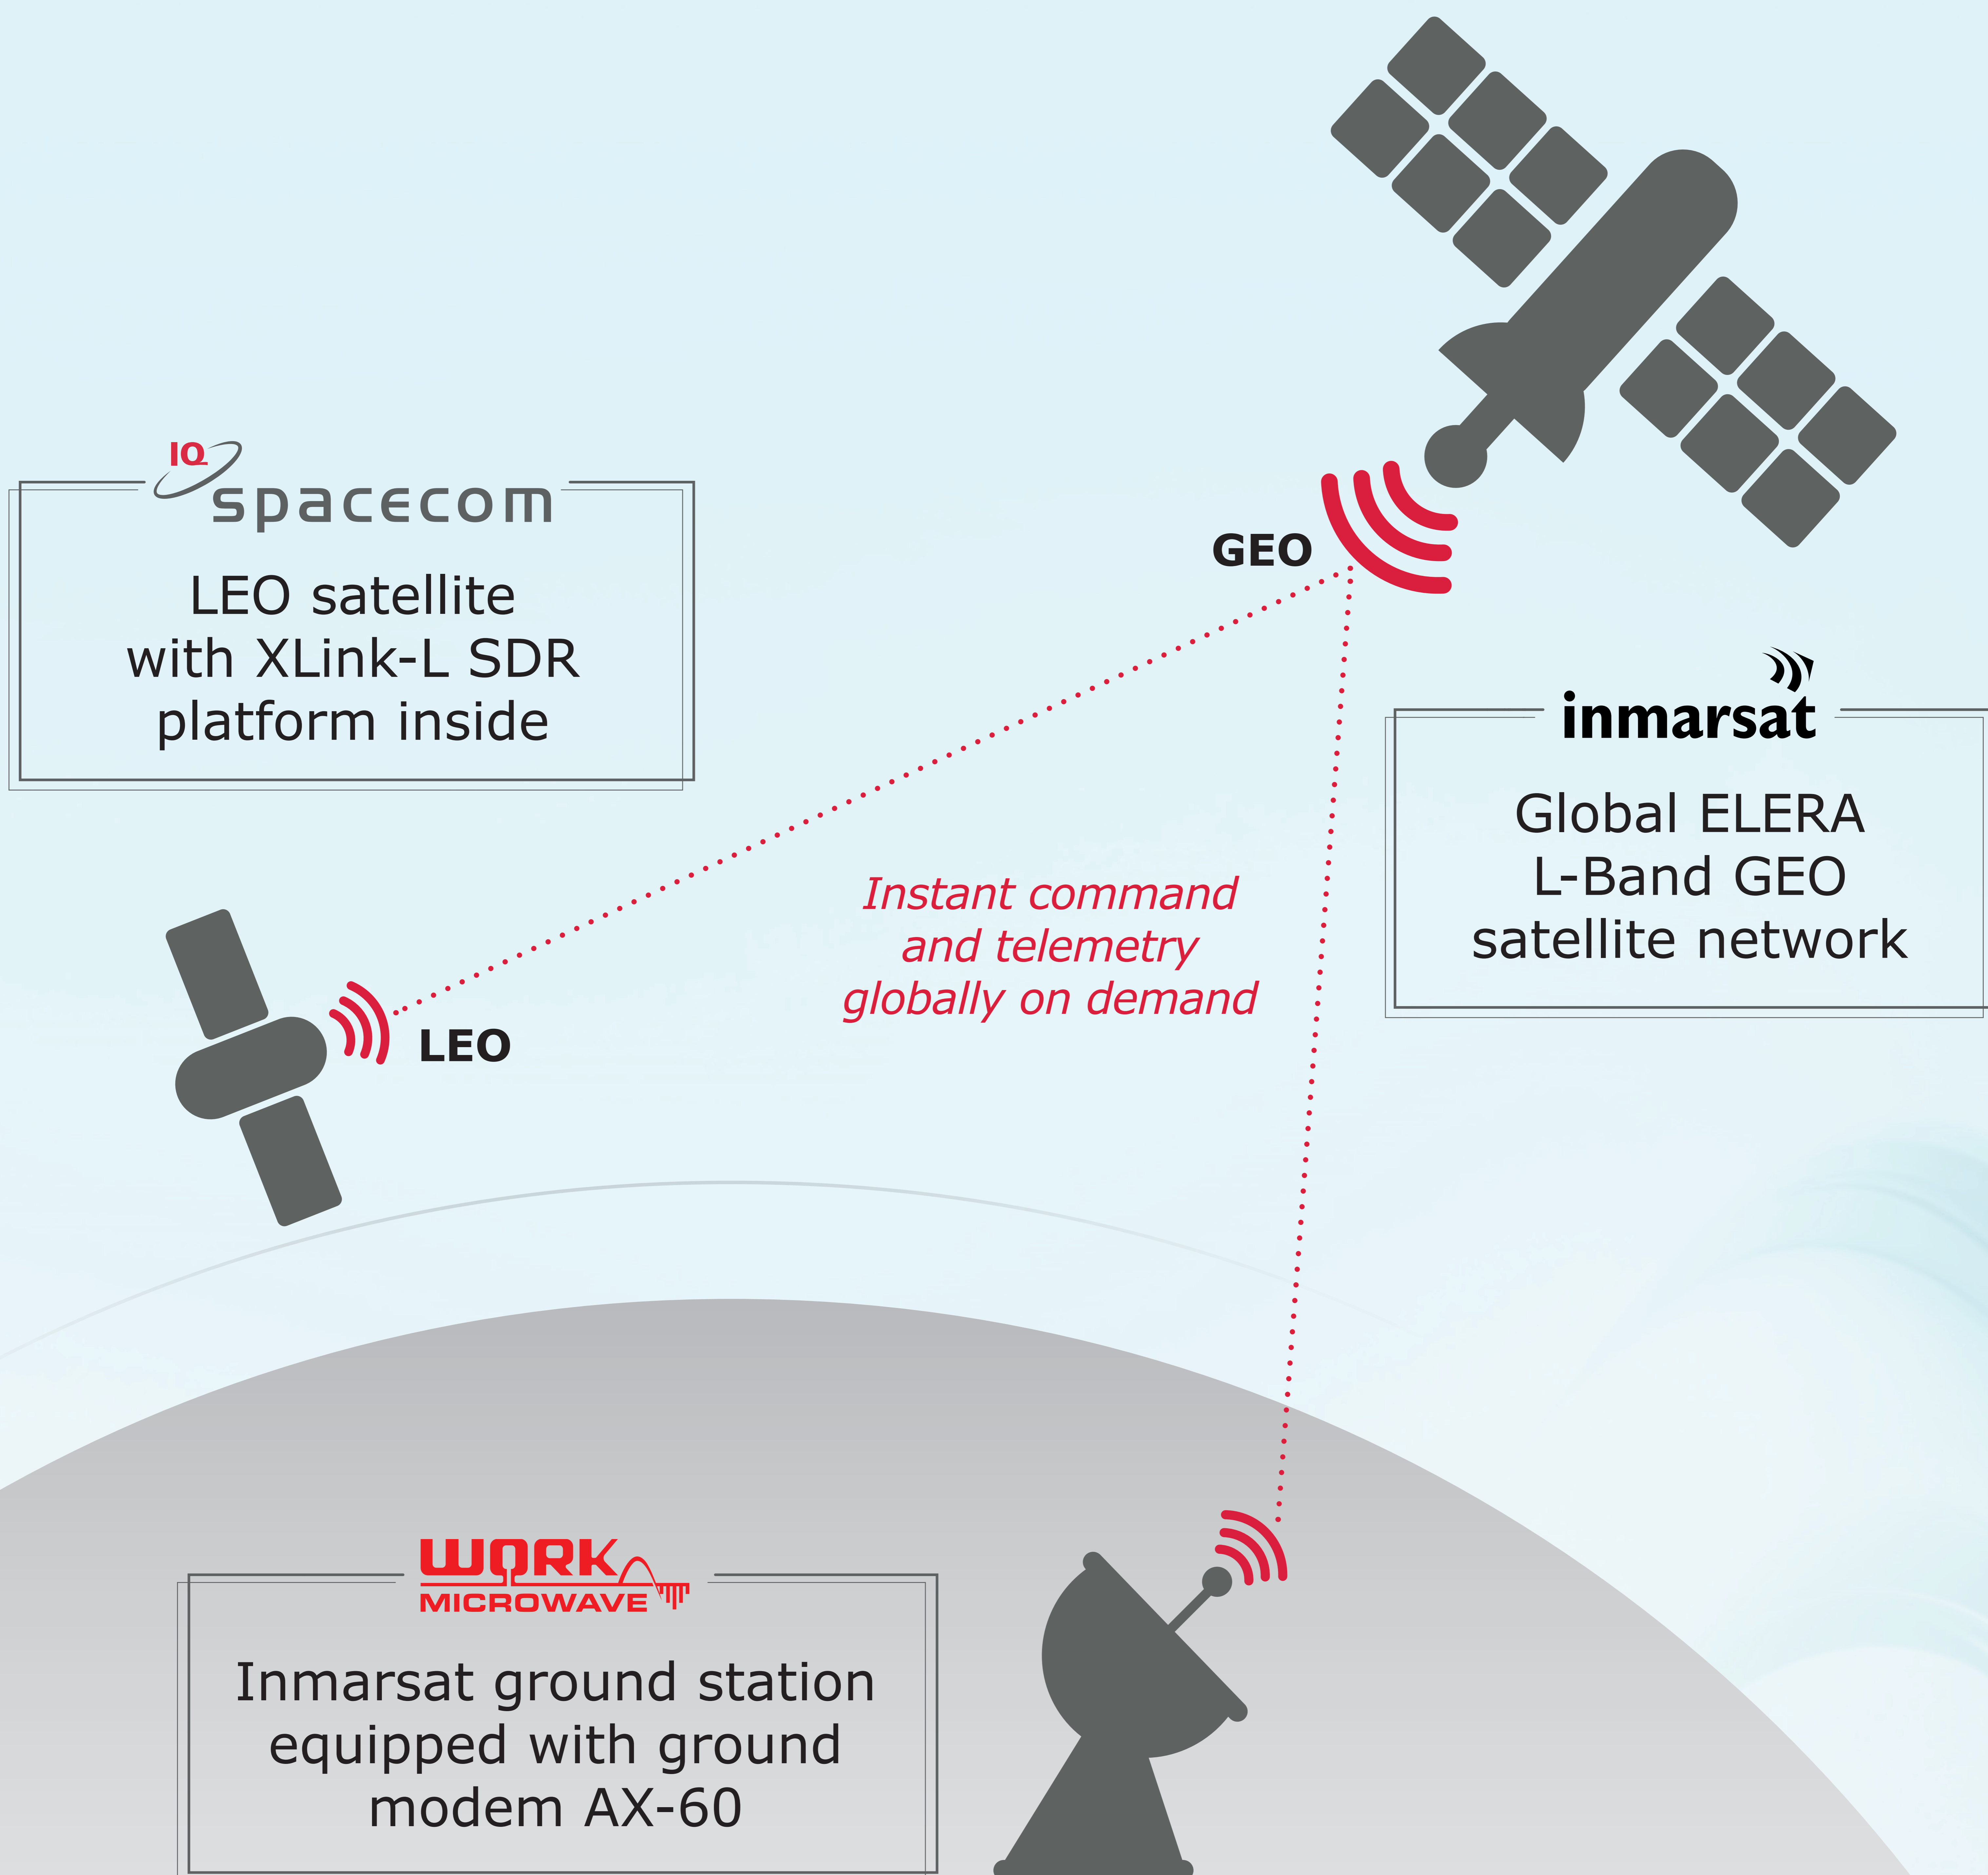 IQ
spacecom
LEO satellite
with XLink-L SDR
platform inside
GEO
inmarsat
Global ELERA
L-Band GEO
satellite network
Instant command
and telemetry
globally on demand
LEO
WORK
MICROWAVE
Inmarsat ground station
equipped with ground
modem AX-60